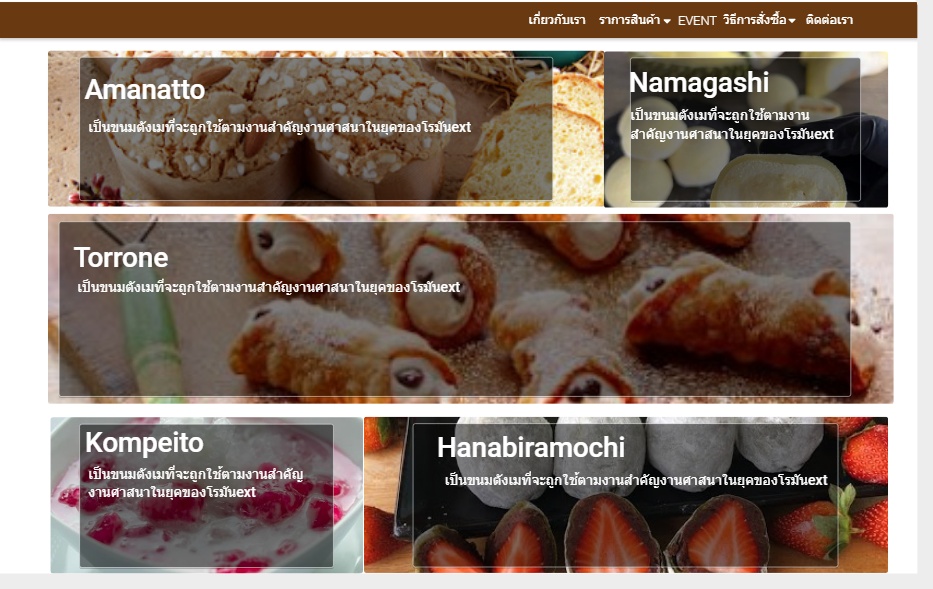 เกี่ยวกับเรา ราการสินค้า EVENT วิธีการสั่งซื้อ ติดต่อเรา
Amanatto
เป็นขนมดังเมที่จะถูกใช้ตามงานสำคัญงานศาสนาในยุคของโรมันext
Namagashi
เป็นขนมดังเมที่จะถูกใช้ตามงาน
สำคัญงานศาสนาในยุคของโรมันext
Torrone
เป็นขนมดังเมที่จะถูกใช้ตามงานสำคัญงานศาสนาในยุคของโรมันext
Kompeito
เป็นขนมดังเมที่จะถูกใช้ตามงานสำคัญ
งานศาสนาในยุคของโรมันext
Hanabiramochi
เป็นขนมดังเมที่จะถูกใช้ตามงานสำคัญงานศาสนาในยุคของโรมันext